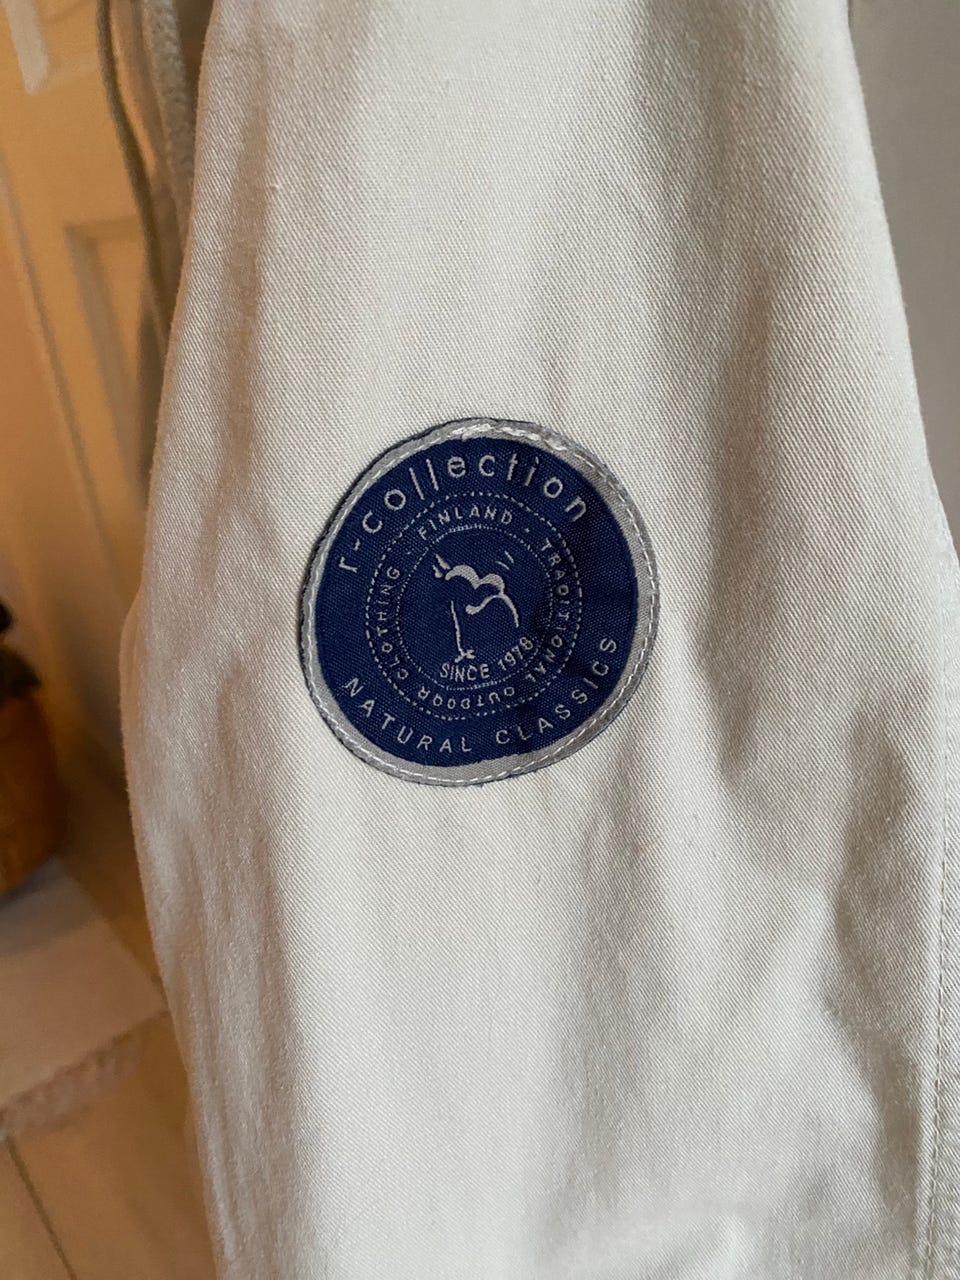 r-collection
FINLAND · TRADITIONAL OUTDOOR CLOTHING ·
SINCE 1978
NATURAL CLASSICS